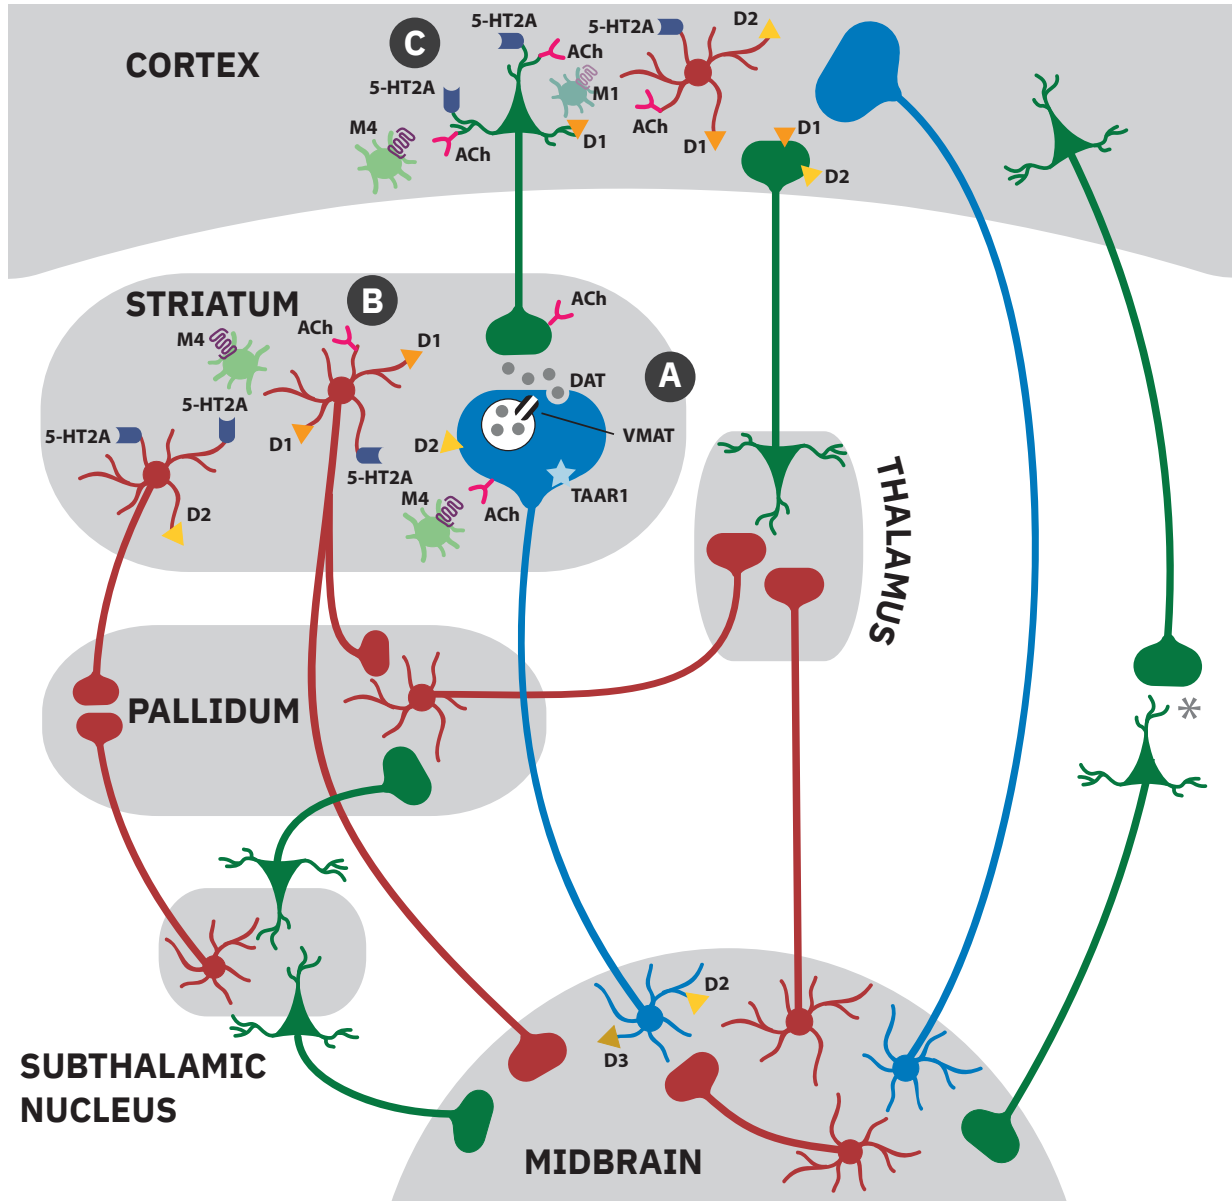 CORTEX
C
5-HT2A
ACh
5-HT2A
M1
M4
ACh
D1
5-HT2A
D2
ACh
D1
D1
D2
STRIATUM
B
ACh
M4
D1
5-HT2A
5-HT2A
D1
5-HT2A
D2
ACh
DAT
A
VMAT
D2
TAAR1
M4
ACh
THALAMUS
PALLIDUM
*
SUBTHALAMIC
NUCLEUS
D2
D3
MIDBRAIN